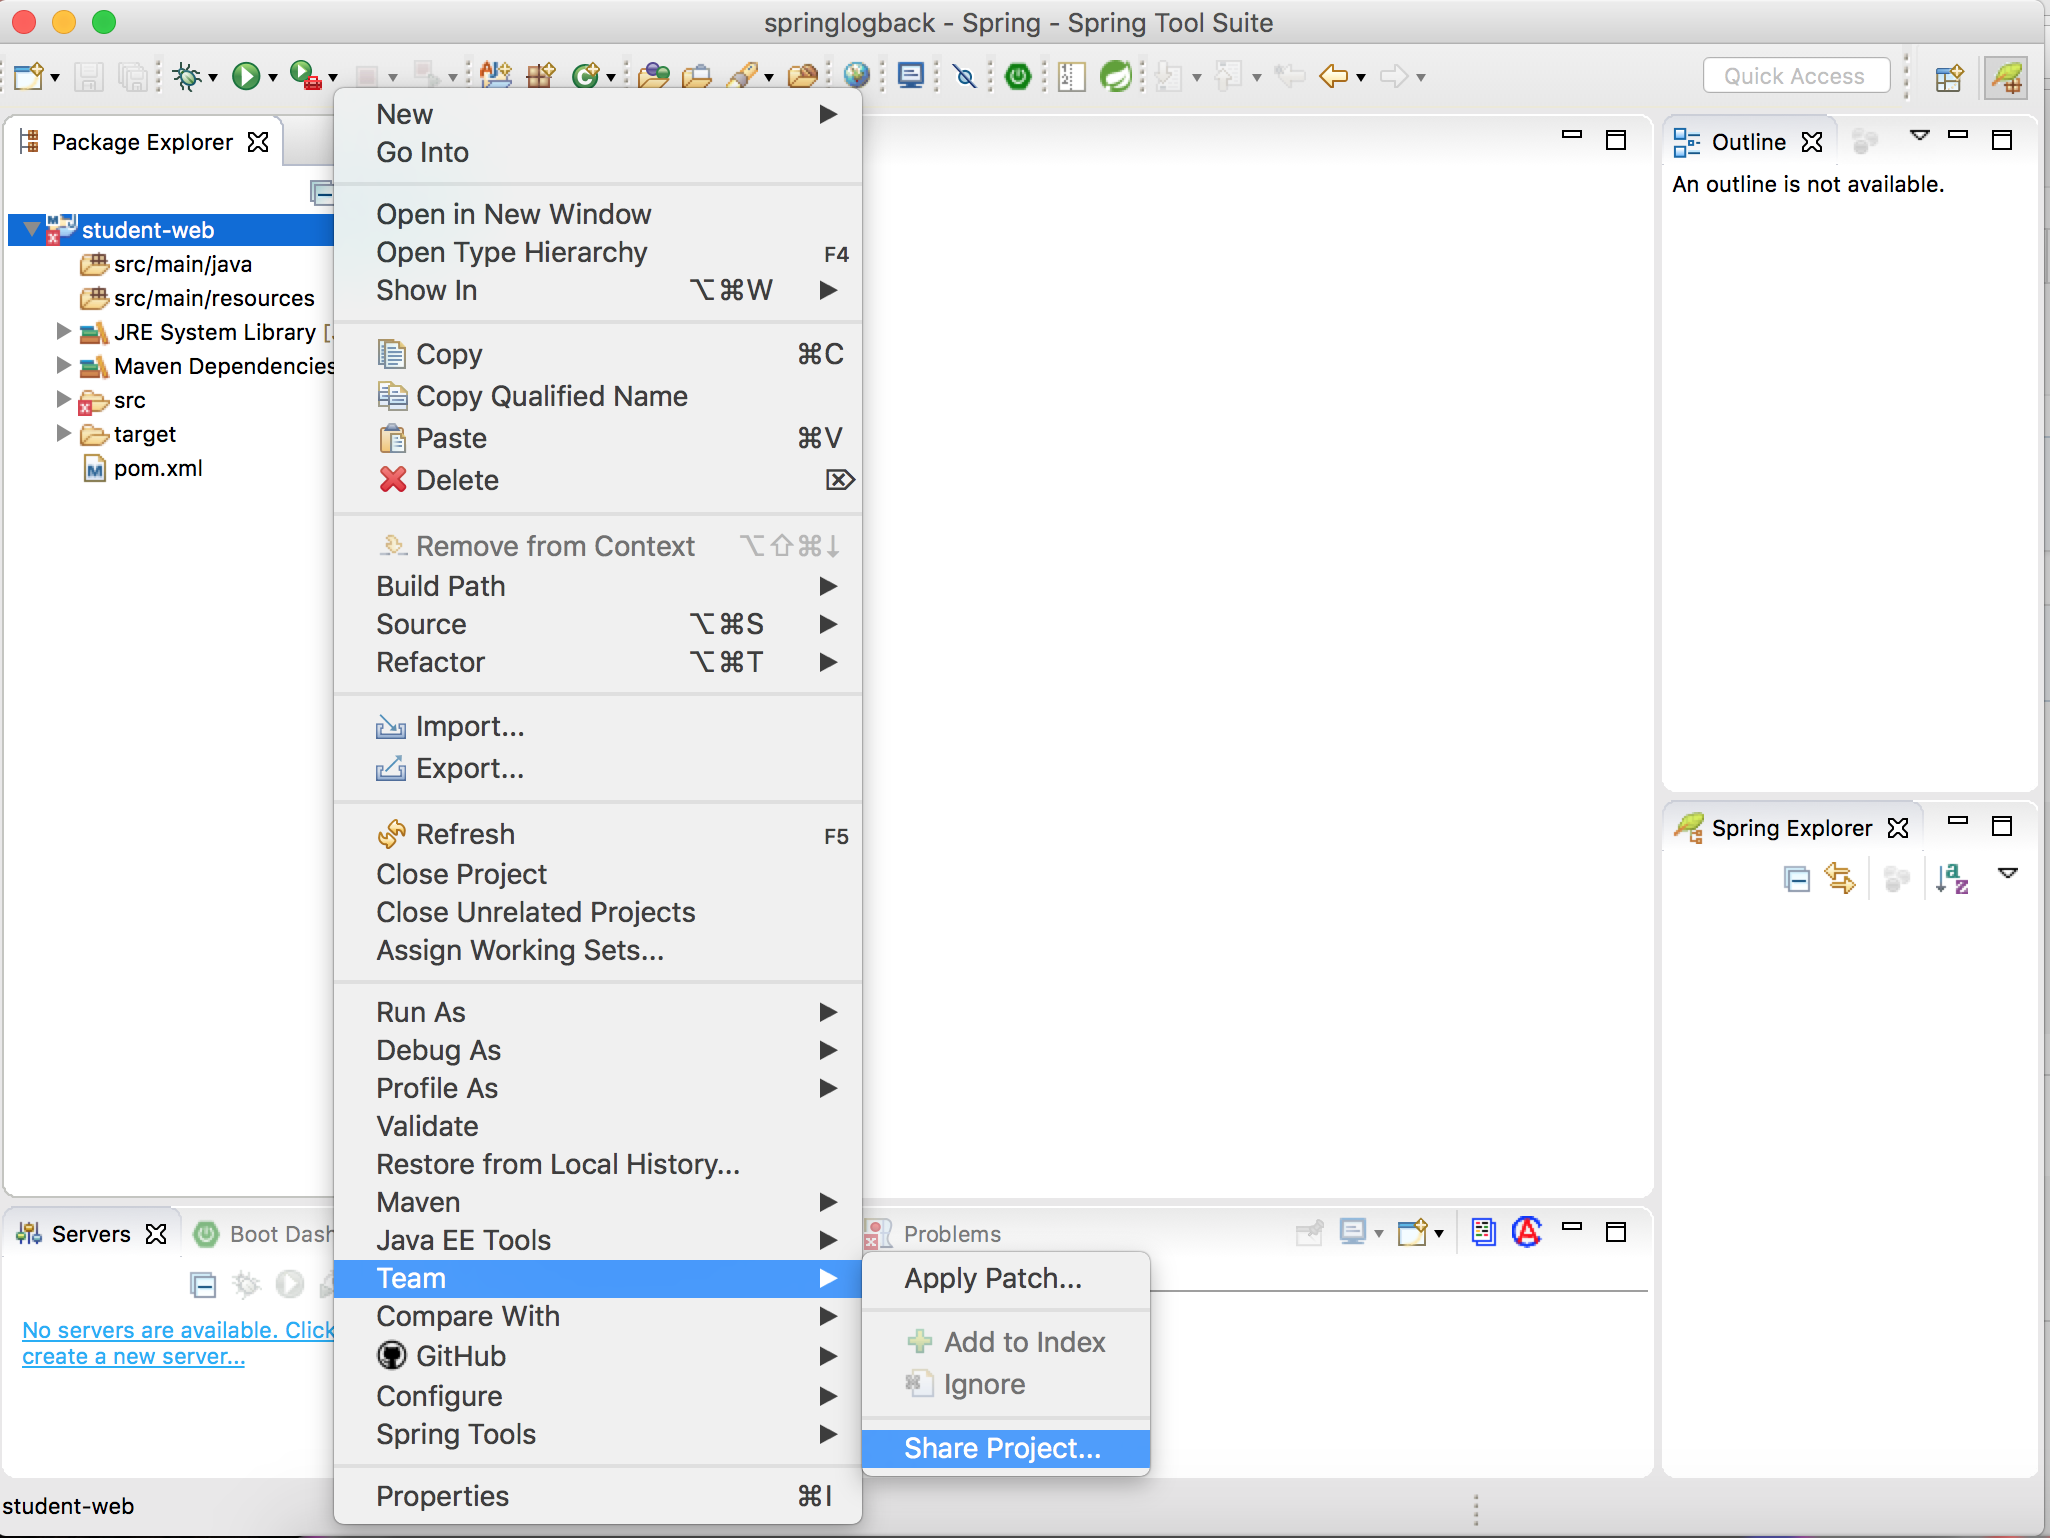 springlogback - Spring - Spring Tool Suite
Quick Access
Package Explorer
student-web
src/main/java
src/main/resources
JRE System Library [
Maven Dependencies
src
target
pom.xml
New
Go Into
Open in New Window
Open Type Hierarchy F4
Show In ⌥⌘W
Copy ⌘C
Copy Qualified Name
Paste ⌘V
Delete ⌦
Remove from Context ⌥⇧⌘↓
Build Path
Source ⌥⌘S
Refactor ⌥⌘T
Import...
Export...
Refresh F5
Close Project
Close Unrelated Projects
Assign Working Sets...
Run As
Debug As
Profile As
Validate
Restore from Local History...
Maven
Java EE Tools
Team
Compare With
GitHub
Configure
Spring Tools
Properties ⌘I
Apply Patch...
Add to Index
Ignore
Share Project...
Outline
An outline is not available.
Spring Explorer
Servers
Boot Dash
Problems
No servers are available. Click
create a new server...
student-web